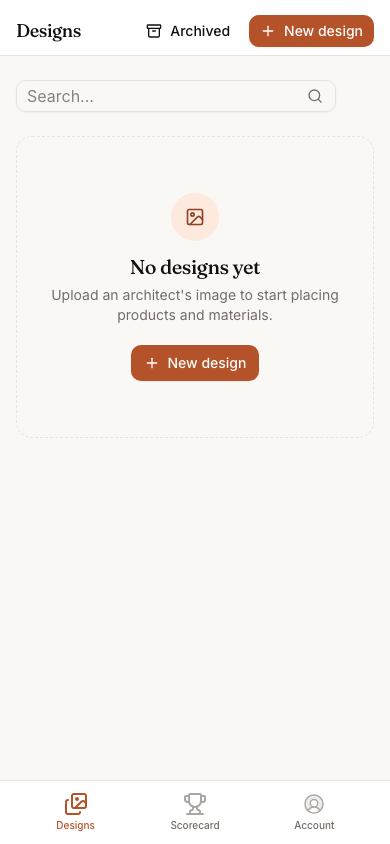 Designs
Archived
New design
Search...
No designs yet
Upload an architect's image to start placing
products and materials.
New design
Designs
Scorecard
Account